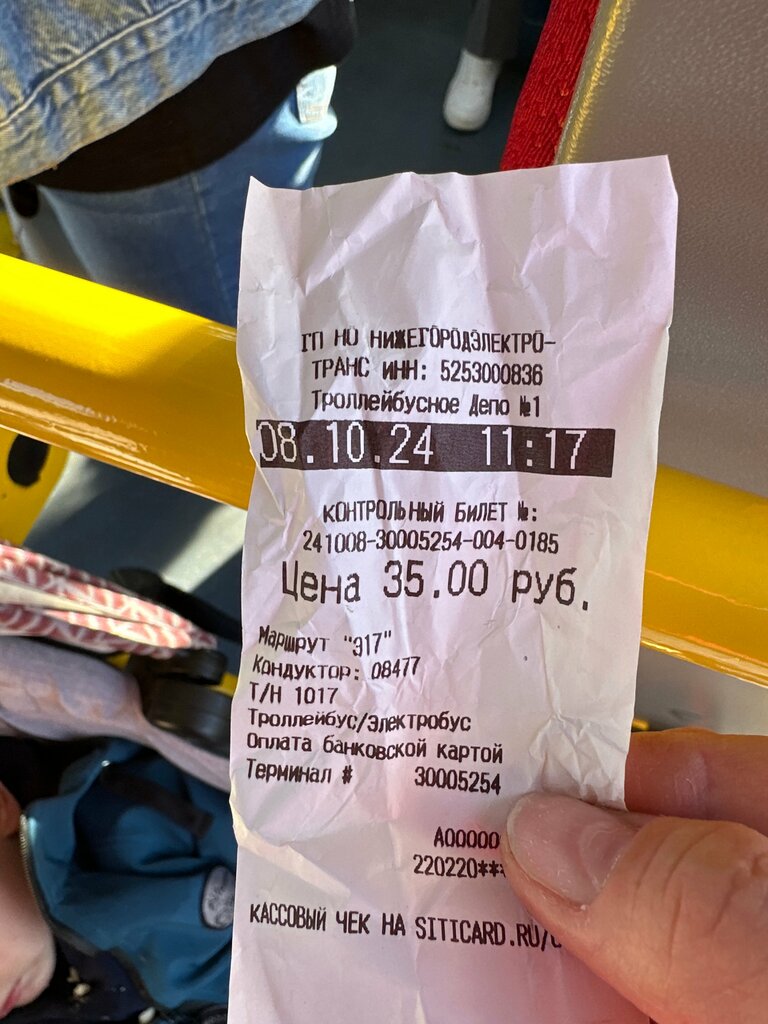 ГП НО НИЖЕГОРОДЭЛЕКТРО-
ТРАНС ИНН: 5253000836
Троллейбусное Депо №1
08.10.24 11:17
КОНТРОЛЬНЫЙ БИЛЕТ №:
241008-30005254-004-0185
Цена 35.00 руб.
Маршрут "Э17"
Кондуктор: 08477
Т/Н 1017
Троллейбус/Электробус
Оплата банковской картой
Терминал # 30005254
A00000
220220**
КАССОВЫЙ ЧЕК НА SITICARD.RU/